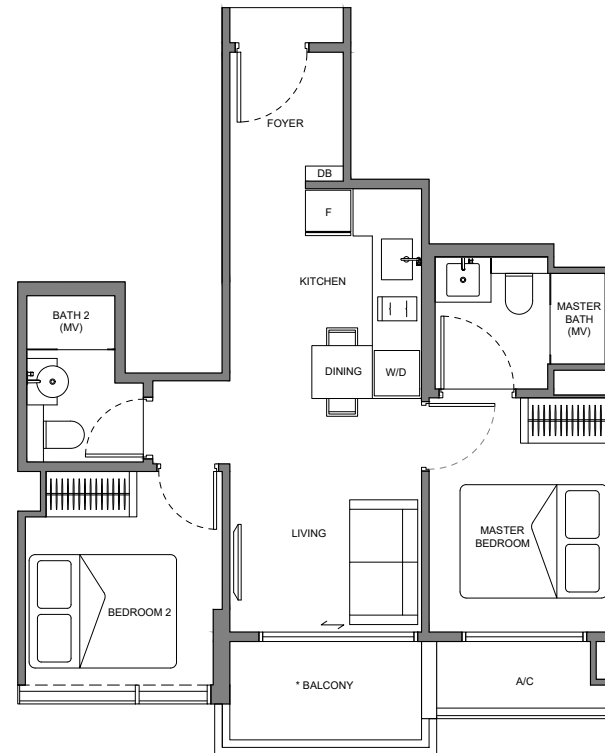 FOYER
DB
F
KITCHEN
BATH 2
(MV)
MASTER
BATH
(MV)
DINING
W/D
LIVING
MASTER
BEDROOM
BEDROOM 2
* BALCONY
A/C